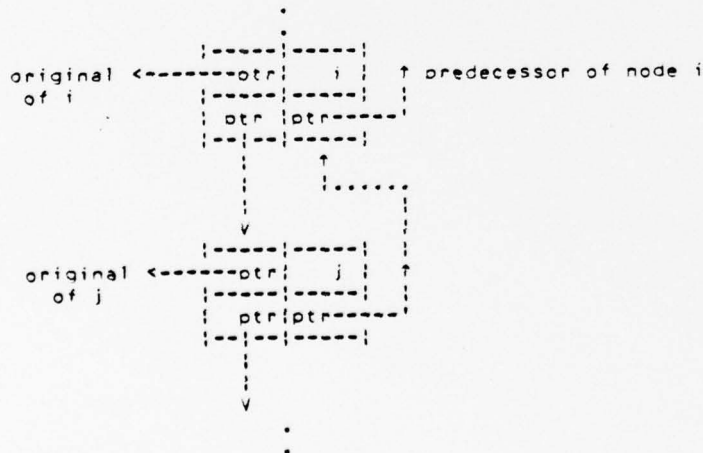 original <------- ptr i ↑ predecessor of node i
of i
ptr ptr
original <------- ptr j
of j
ptr ptr